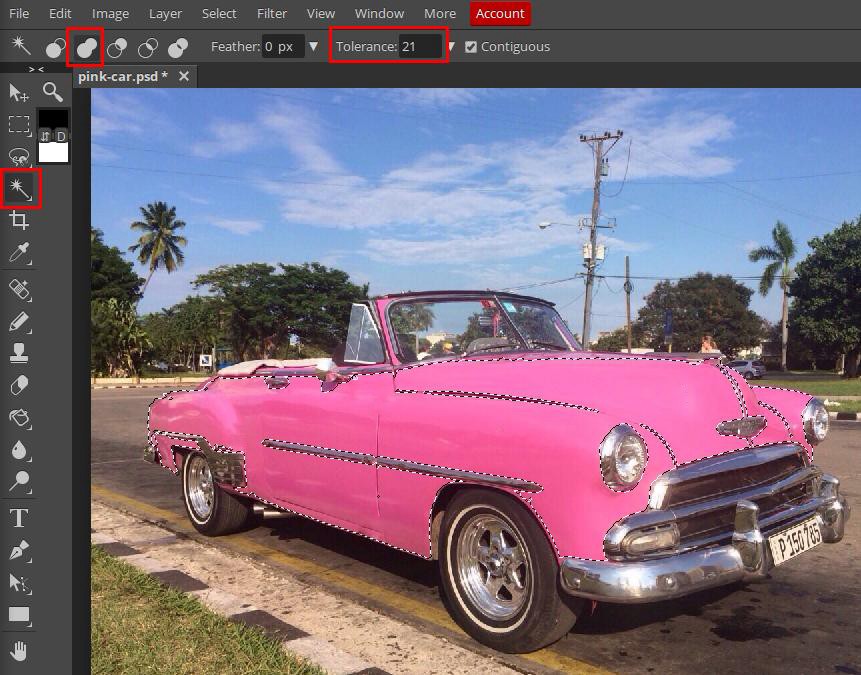 File Edit Image Layer Select Filter View Window More Account
Feather: 0 px Tolerance: 21 Contiguous
> <
pink-car.psd *
D
T
P150785